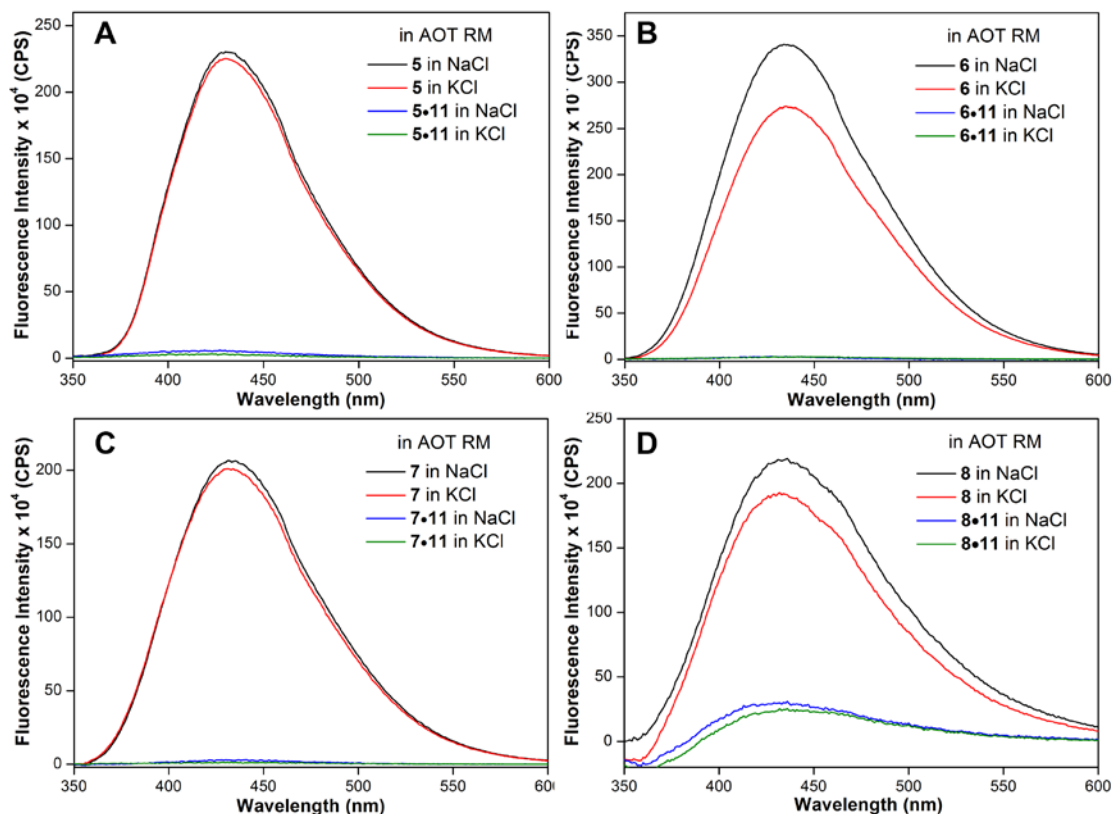 A
in AOT RM
5 in NaCl
5 in KCl
5•11 in NaCl
5•11 in KCl
Fluorescence Intensity x 10⁴ (CPS)
250
200
150
100
50
0
350 400 450 500 550 600
Wavelength (nm)
B
in AOT RM
6 in NaCl
6 in KCl
6•11 in NaCl
6•11 in KCl
Fluorescence Intensity x 10˙ (CPS)
350
300
250
200
150
100
50
0
350 400 450 500 550 600
Wavelength (nm)
C
in AOT RM
7 in NaCl
7 in KCl
7•11 in NaCl
7•11 in KCl
Fluorescence Intensity x 10⁴ (CPS)
200
150
100
50
0
350 400 450 500 550 600
Wavelength (nm)
D
in AOT RM
8 in NaCl
8 in KCl
8•11 in NaCl
8•11 in KCl
Fluorescence Intensity x 10⁴ (CPS)
250
200
150
100
50
0
350 400 450 500 550 600
Wavelength (nm)